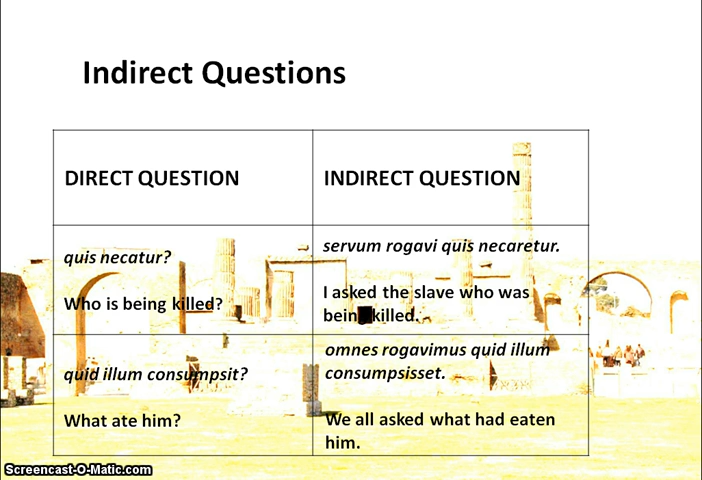 Indirect Questions
DIRECT QUESTION
INDIRECT QUESTION
quis necatur?
Who is being killed?
servum rogavi quis necaretur.
I asked the slave who was
being killed.
quid illum consumpsit?
What ate him?
omnes rogavimus quid illum
consumpsisset.
We all asked what had eaten
him.
Screencast-O-Matic.com